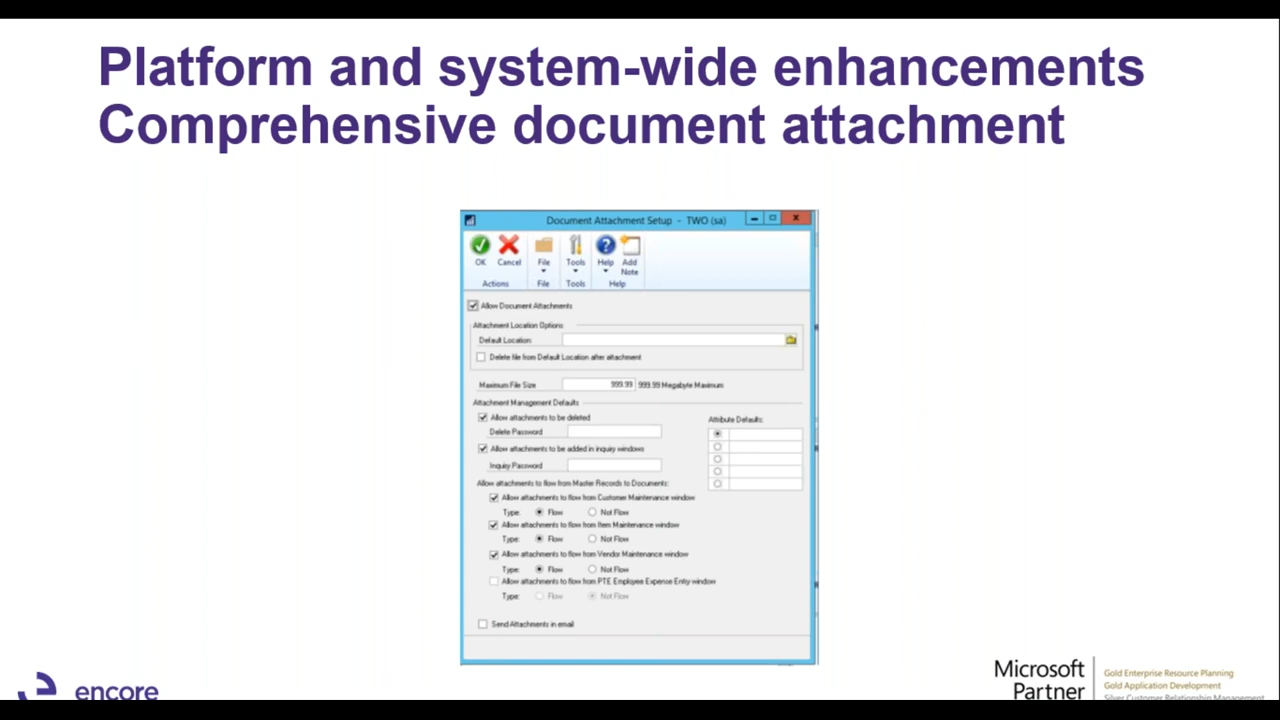 Platform and system-wide enhancements
Comprehensive document attachment
Document Attachment Setup - TWO (sa)
OK Cancel File Tools Help Add Note
Actions File Tools Help
Allow Document Attachments
Attachment Location Options
Default Location:
Delete file from Default Location after attachment
Maximum File Size 999.99 999.99 Megabyte Maximum
Attachment Management Defaults
Allow attachments to be deleted
Attribute Defaults:
Delete Password
Allow attachments to be added in inquiry windows
Inquiry Password
Allow attachments to flow from Master Records to Documents:
Allow attachments to flow from Customer Maintenance window
Type: Flow Not Flow
Allow attachments to flow from Item Maintenance window
Type: Flow Not Flow
Allow attachments to flow from Vendor Maintenance window
Type: Flow Not Flow
Allow attachments to flow from PTE Employee Expense Entry window
Type: Flow Not Flow
Send Attachments in email
encore
Microsoft
Partner
Gold Enterprise Resource Planning
Gold Application Development
Silver Customer Relationship Management